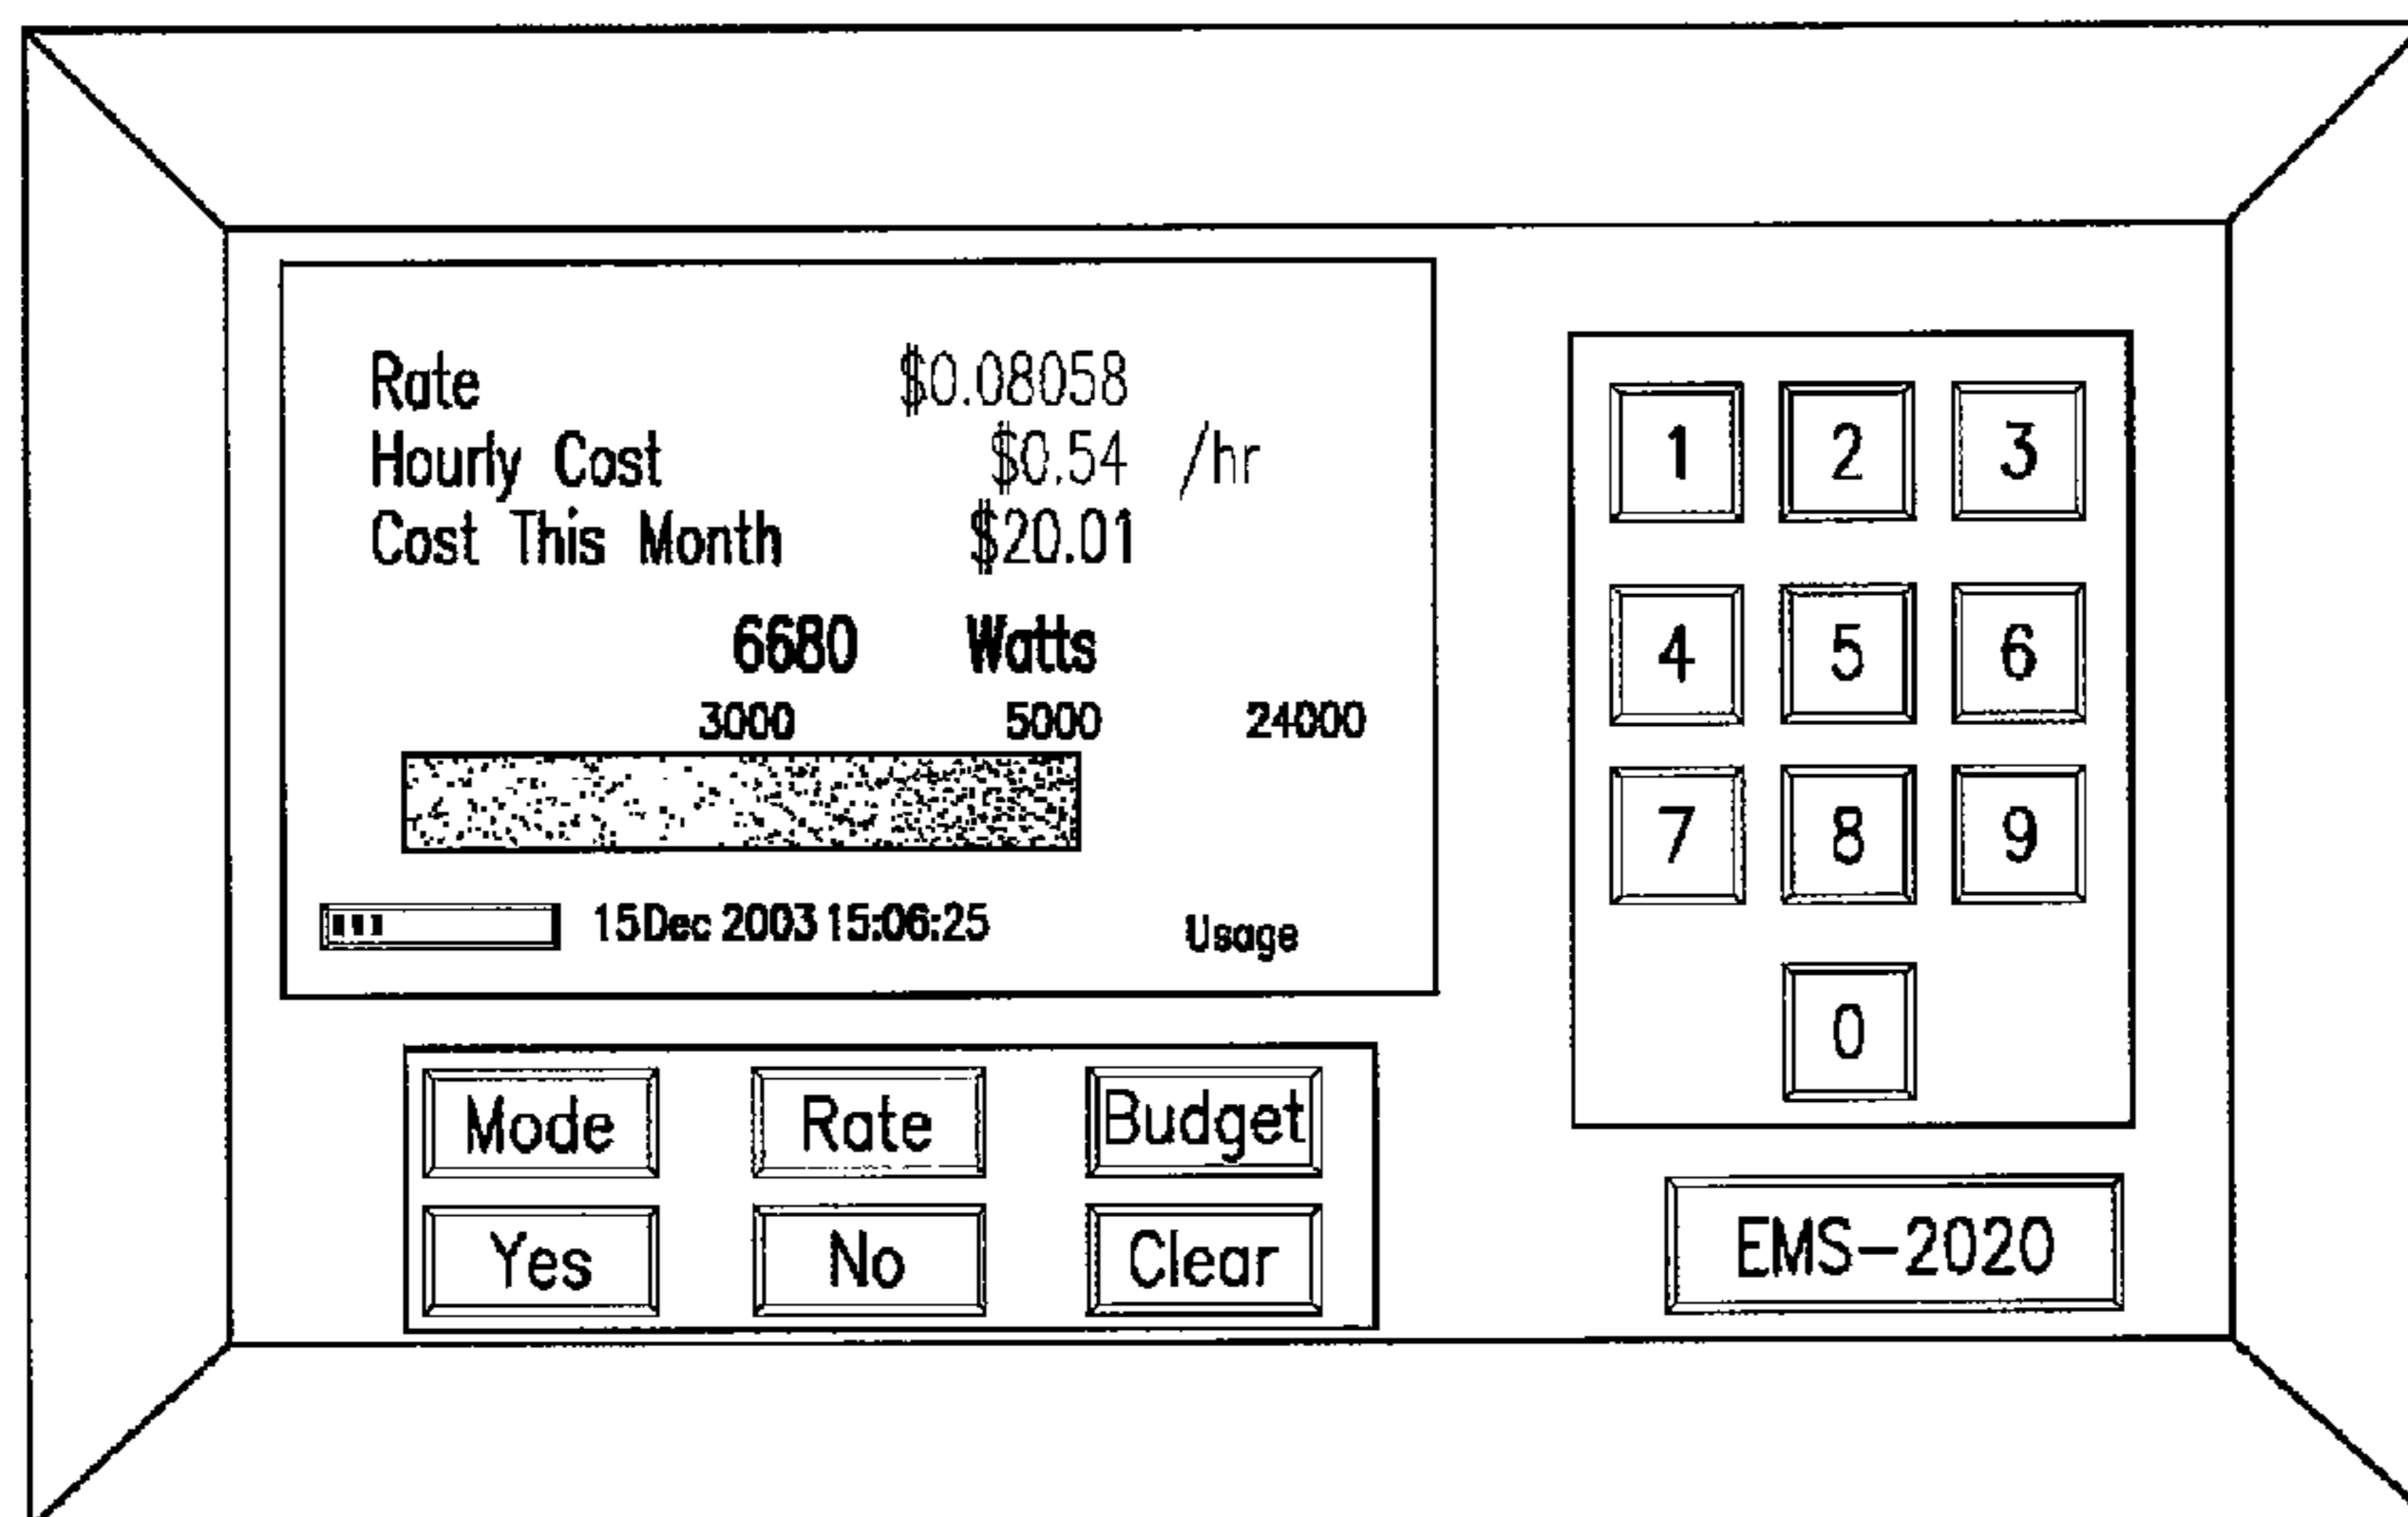 Rate $0.08058
Hourly Cost $0.54 /hr
Cost This Month $20.01
6680 Watts
3000 5000 24000
15 Dec 2003 15:06:25 Usage
Mode Rate Budget
Yes No Clear
1 2 3
4 5 6
7 8 9
0
EMS-2020